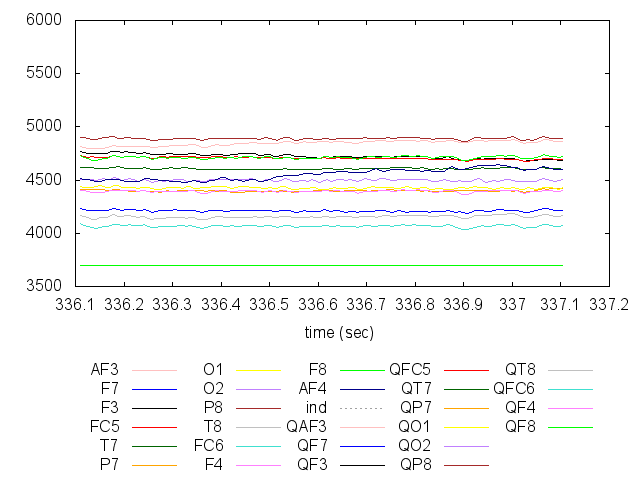 6000
5500
5000
4500
4000
3500
336.1 336.2 336.3 336.4 336.5 336.6 336.7 336.8 336.9 337 337.1 337.2
time (sec)
AF3 O1 F8 QFC5 QT8
F7 O2 AF4 QT7 QFC6
F3 P8 ind QP7 QF4
FC5 T8 QAF3 QO1 QF8
T7 FC6 QF7 QO2
P7 F4 QF3 QP8